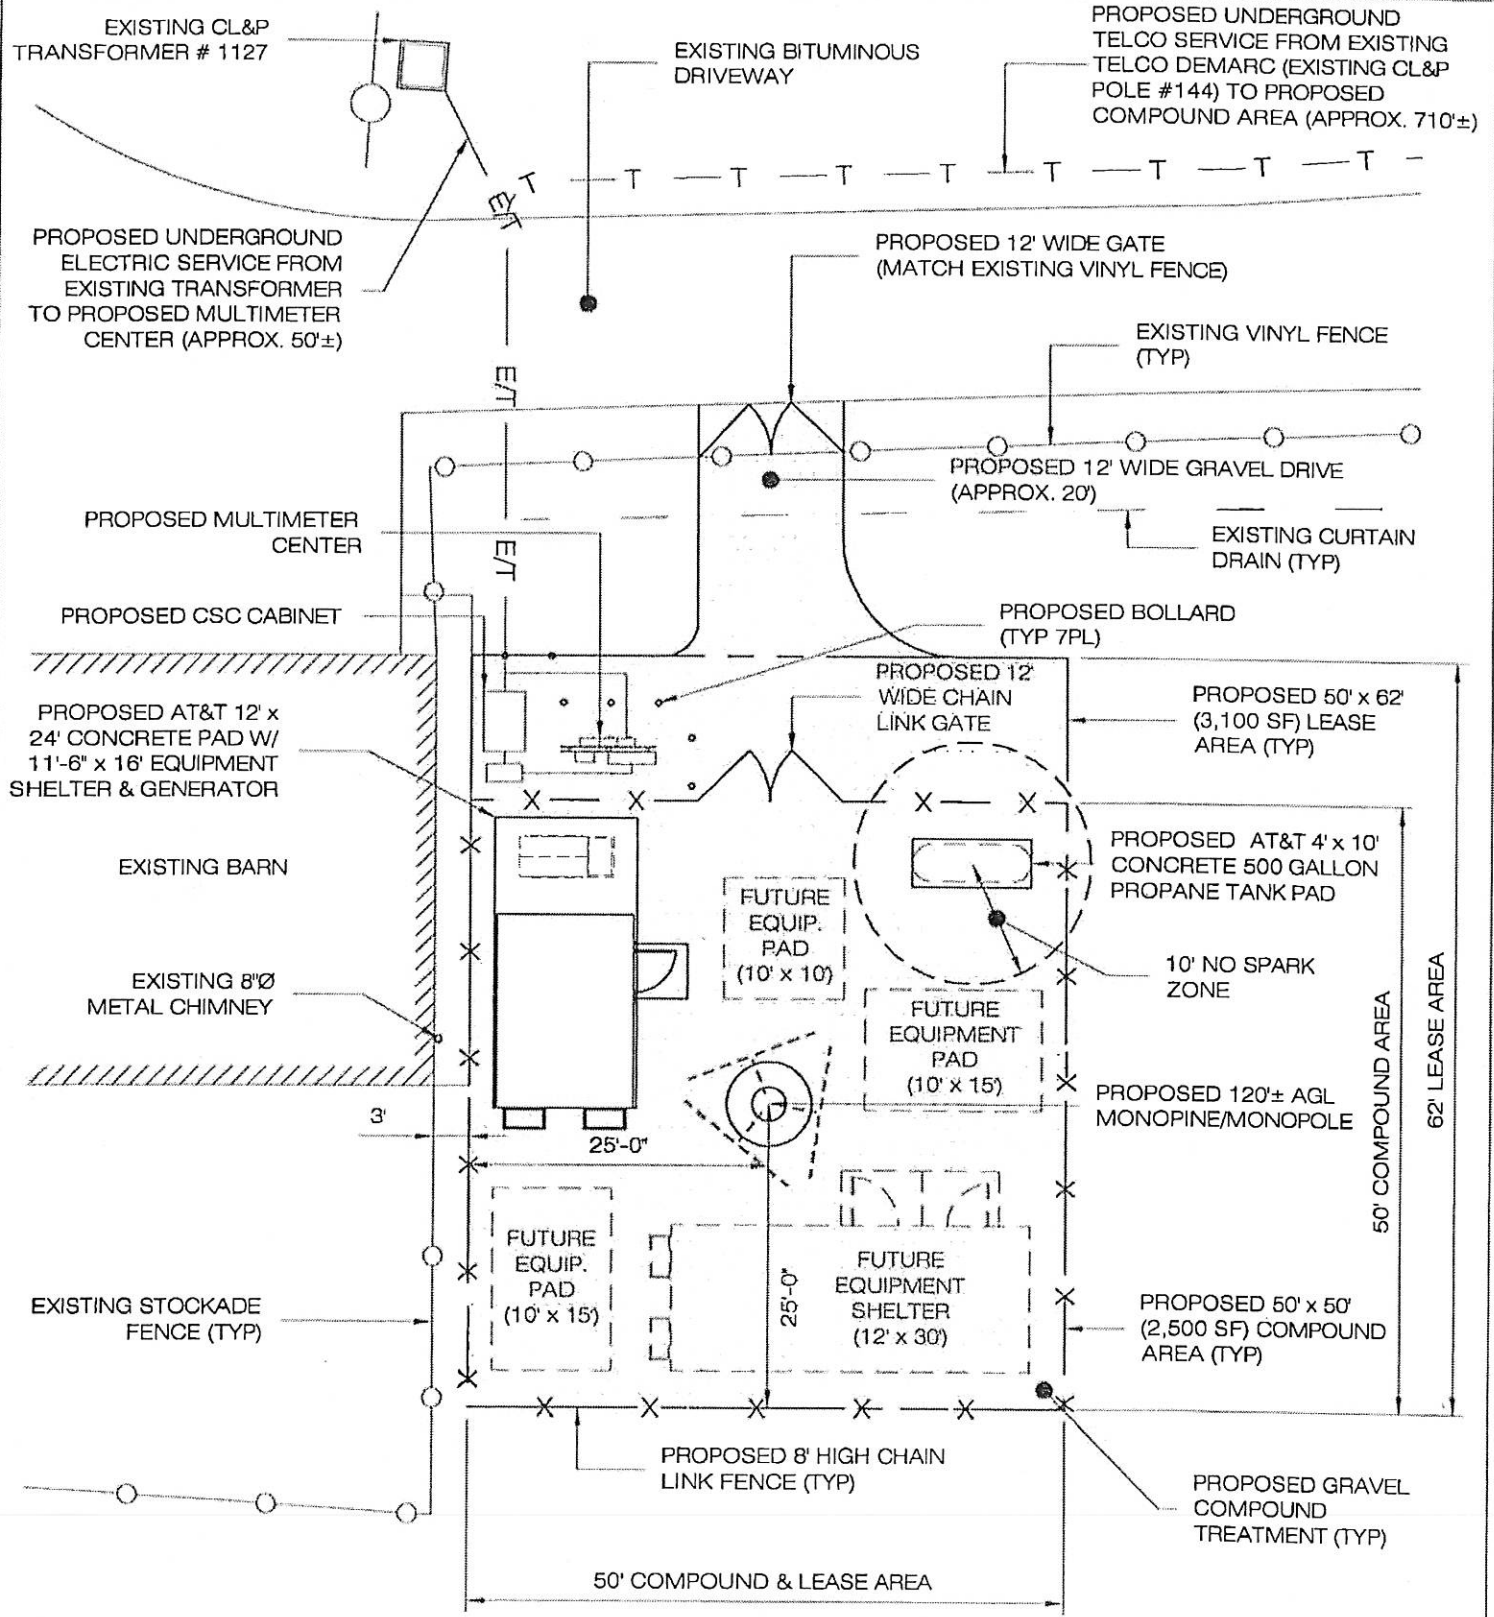 EXISTING CL&P
TRANSFORMER # 1127
EXISTING BITUMINOUS
DRIVEWAY
PROPOSED UNDERGROUND
TELCO SERVICE FROM EXISTING
TELCO DEMARC (EXISTING CL&P
POLE #144) TO PROPOSED
COMPOUND AREA (APPROX. 710'±)
T T T T T T T T T
E/T
PROPOSED UNDERGROUND
ELECTRIC SERVICE FROM
EXISTING TRANSFORMER
TO PROPOSED MULTIMETER
CENTER (APPROX. 50'±)
PROPOSED 12' WIDE GATE
(MATCH EXISTING VINYL FENCE)
EXISTING VINYL FENCE
(TYP)
E/T
PROPOSED 12' WIDE GRAVEL DRIVE
(APPROX. 20')
PROPOSED MULTIMETER
CENTER
E/T
EXISTING CURTAIN
DRAIN (TYP)
PROPOSED CSC CABINET
PROPOSED BOLLARD
(TYP 7PL)
PROPOSED 12'
WIDE CHAIN
LINK GATE
PROPOSED 50' x 62'
(3,100 SF) LEASE
AREA (TYP)
PROPOSED AT&T 12' x
24' CONCRETE PAD W/
11'-6" x 16' EQUIPMENT
SHELTER & GENERATOR
PROPOSED AT&T 4' x 10'
CONCRETE 500 GALLON
PROPANE TANK PAD
EXISTING BARN
FUTURE
EQUIP.
PAD
(10' x 10')
10' NO SPARK
ZONE
EXISTING 8"Ø
METAL CHIMNEY
FUTURE
EQUIPMENT
PAD
(10' x 15')
50' COMPOUND AREA
62' LEASE AREA
PROPOSED 120'± AGL
MONOPINE/MONOPOLE
3'
25'-0"
FUTURE
EQUIP.
PAD
(10' x 15')
25'-0"
FUTURE
EQUIPMENT
SHELTER
(12' x 30')
EXISTING STOCKADE
FENCE (TYP)
PROPOSED 50' x 50'
(2,500 SF) COMPOUND
AREA (TYP)
PROPOSED 8' HIGH CHAIN
LINK FENCE (TYP)
PROPOSED GRAVEL
COMPOUND
TREATMENT (TYP)
50' COMPOUND & LEASE AREA